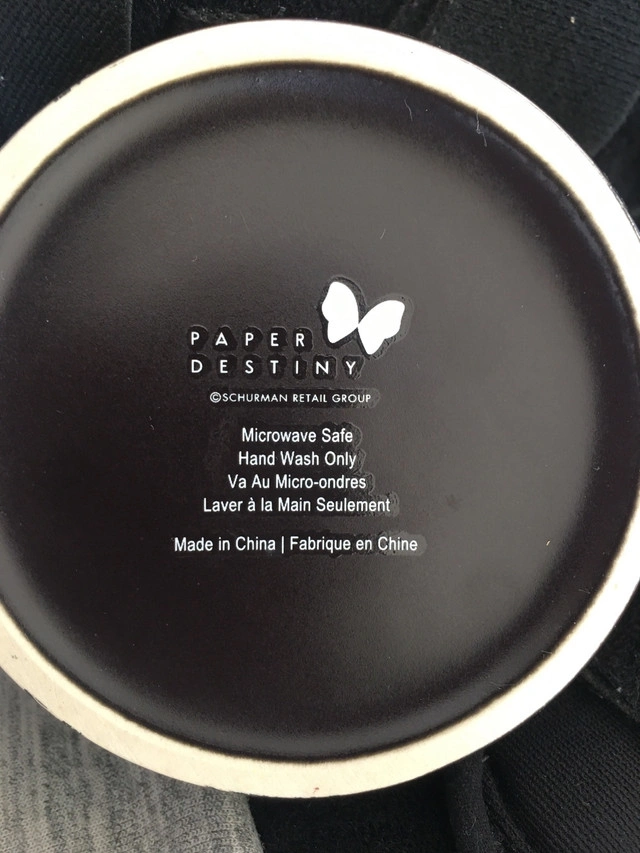 PAPER
DESTINY
©SCHURMAN RETAIL GROUP
Microwave Safe
Hand Wash Only
Va Au Micro-ondres
Laver à la Main Seulement
Made in China | Fabrique en Chine